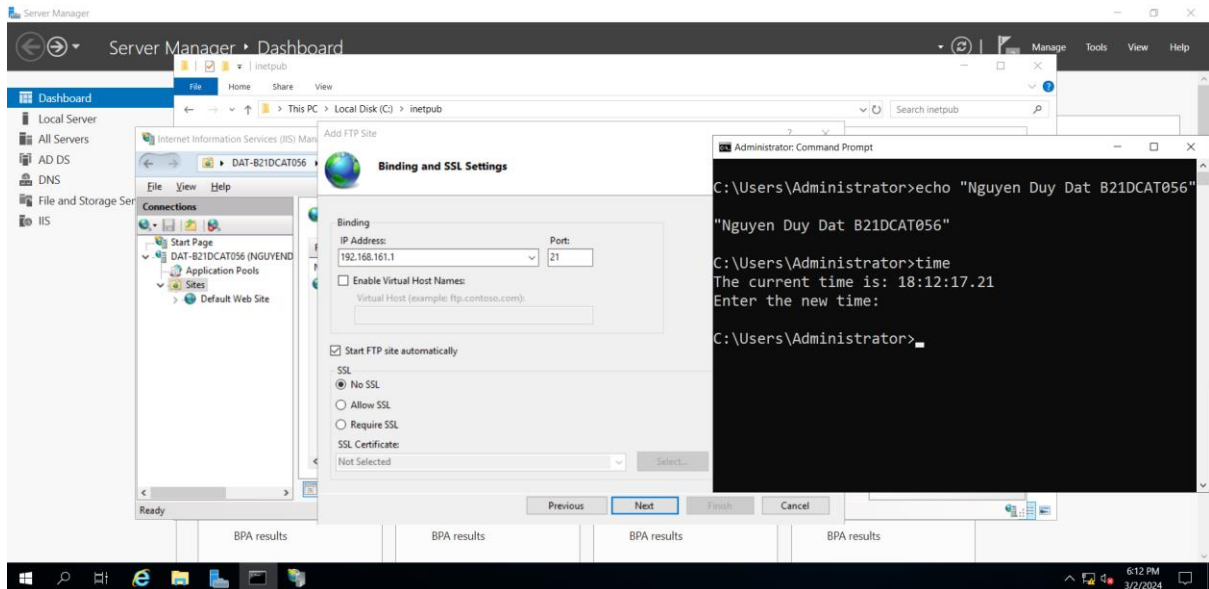 Server Manager
Server Manager • Dashboard
Manage Tools View Help
inetpub
File Home Share View
This PC > Local Disk (C:) > inetpub
Search inetpub
Dashboard
Local Server
All Servers
AD DS
DNS
File and Storage Ser
IIS
Internet Information Services (IIS) Man
DAT-B21DCAT056
File View Help
Connections
Start Page
DAT-B21DCAT056 (NGUYEND
Application Pools
Sites
Default Web Site
Ready
Add FTP Site
Binding and SSL Settings
Binding
IP Address: Port:
192.168.161.1 21
Enable Virtual Host Names:
Virtual Host (example: ftp.contoso.com):
Start FTP site automatically
SSL
No SSL
Allow SSL
Require SSL
SSL Certificate:
Not Selected Select...
Previous Next Finish Cancel
Administrator: Command Prompt
C:\Users\Administrator>echo "Nguyen Duy Dat B21DCAT056"
"Nguyen Duy Dat B21DCAT056"
C:\Users\Administrator>time
The current time is: 18:12:17.21
Enter the new time:
C:\Users\Administrator>
BPA results BPA results BPA results BPA results
6:12 PM
3/2/2024